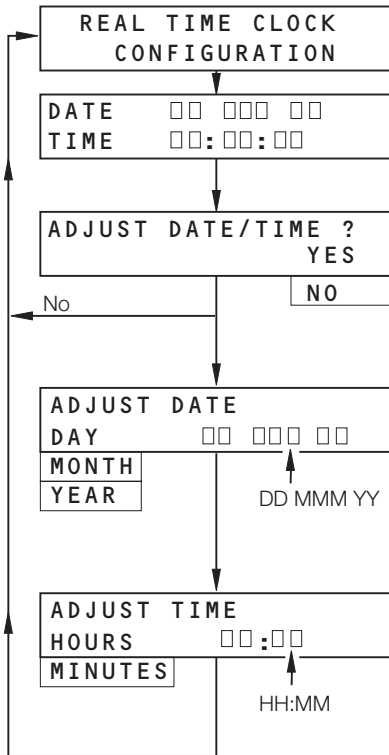 REAL TIME CLOCK
CONFIGURATION
DATE □□ □□□ □□
TIME □□:□□:□□
ADJUST DATE/TIME ?
YES
NO
No
ADJUST DATE
DAY □□ □□□ □□
MONTH
YEAR
DD MMM YY
ADJUST TIME
HOURS □□:□□
MINUTES
HH:MM